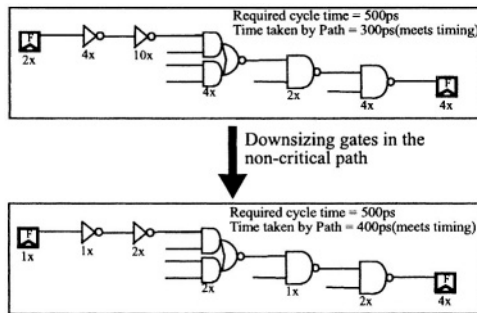 Required cycle time = 500ps
Time taken by Path = 300ps(meets timing)
F
2x
4x
10x
4x
2x
4x
F
4x
Downsizing gates in the
non-critical path
Required cycle time = 500ps
Time taken by Path = 400ps(meets timing)
F
1x
1x
2x
2x
1x
2x
F
4x